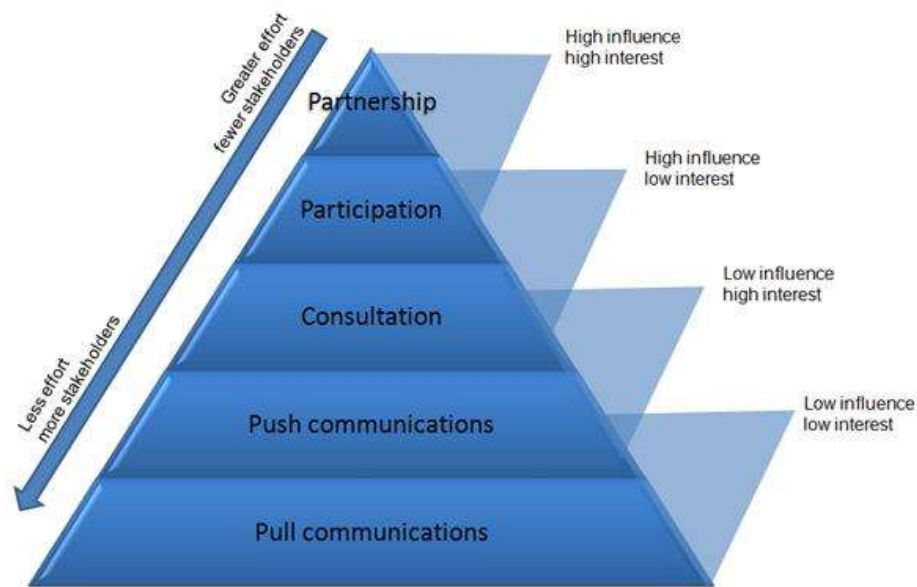 Greater effort
fewer stakeholders
Less effort
more stakeholders
Partnership
Participation
Consultation
Push communications
Pull communications
High influence
high interest
High influence
low interest
Low influence
high interest
Low influence
low interest